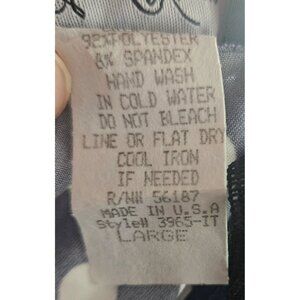 92% POLYESTER
8% SPANDEX
HAND WASH
IN COLD WATER
DO NOT BLEACH
LINE OR FLAT DRY
COOL IRON
IF NEEDED
R/N# 56187
MADE IN U.S.A
Style# 3965-IT
LARGE